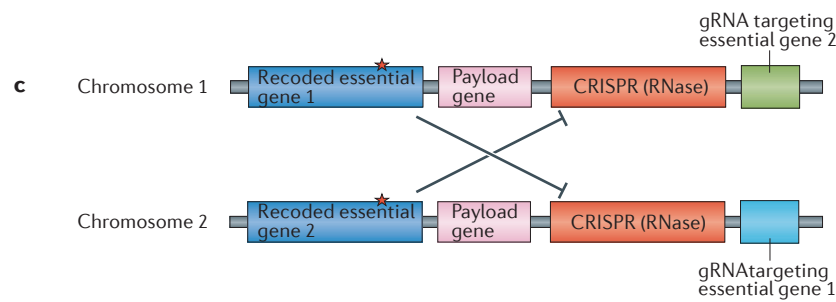 gRNA targeting
essential gene 2
c
Chromosome 1
Recoded essential
gene 1
Payload
gene
CRISPR (RNase)
Chromosome 2
Recoded essential
gene 2
Payload
gene
CRISPR (RNase)
gRNAtargeting
essential gene 1